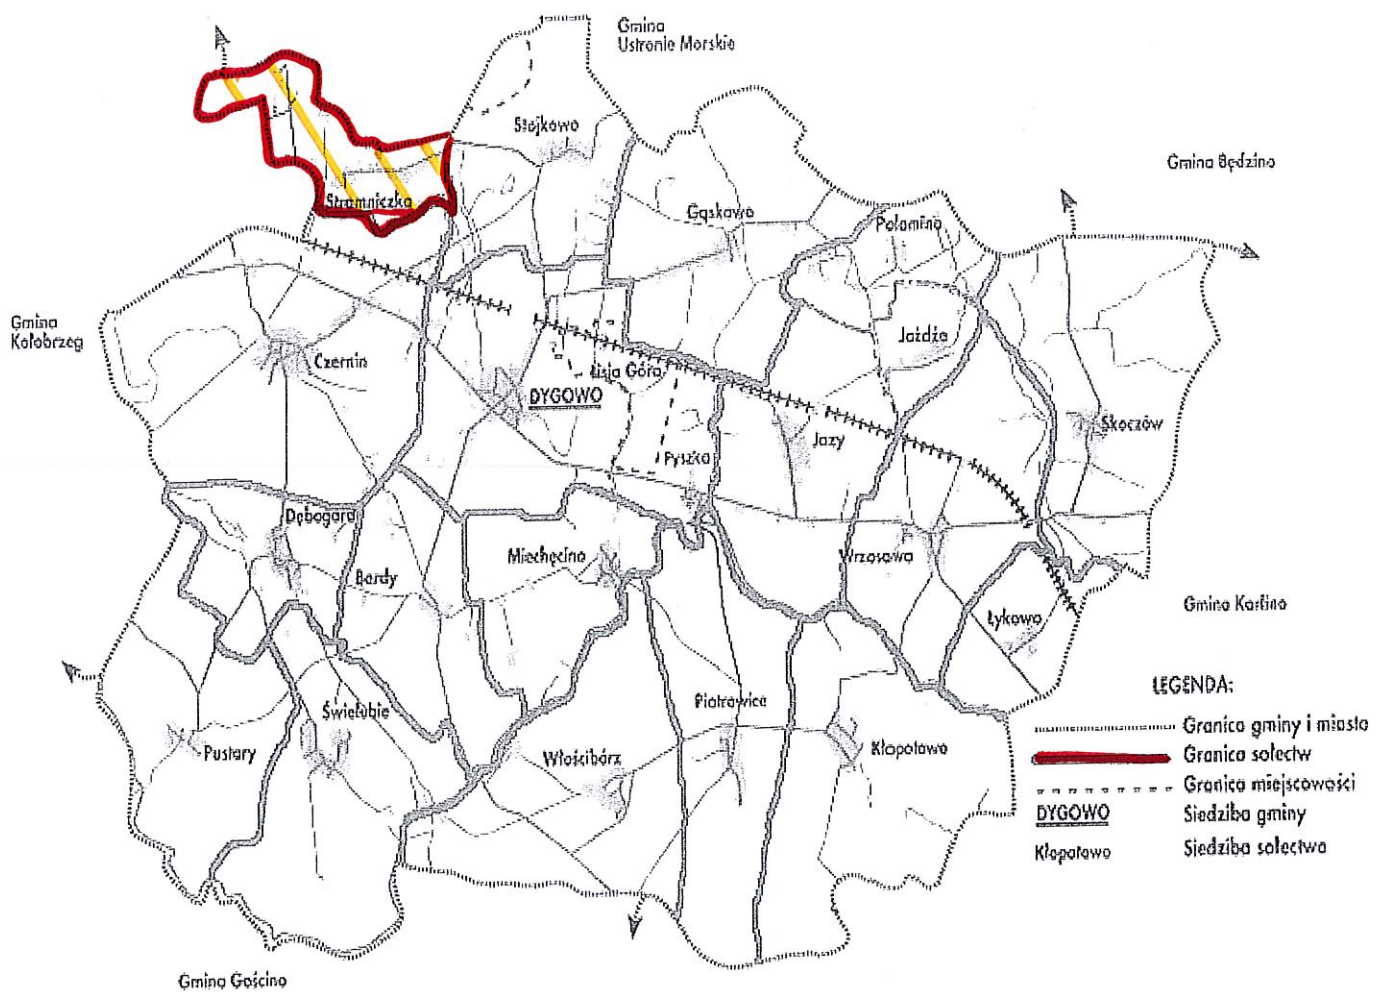 Gmina
Ustronie Morskie
Stojkowo
Gmina Będzino
Stramniczka
Gąskowo
Połomino
Gmina
Kołobrzeg
Czernin
Jażdże
Lisia Góra
DYGOWO
Skoczów
Jazy
Pyszka
Dębogard
Miechęcino
Wrzosowo
Bardy
Gmina Karlino
Łykowo
LEGENDA:
Piotrowice
Świelubie
Granica gminy i miasta
Pustary
Włościbórz
Kłopotowo
Granica sołectw
Granica miejscowości
DYGOWO Siedziba gminy
Kłopotowo Siedziba sołectwa
Gmina Gościno